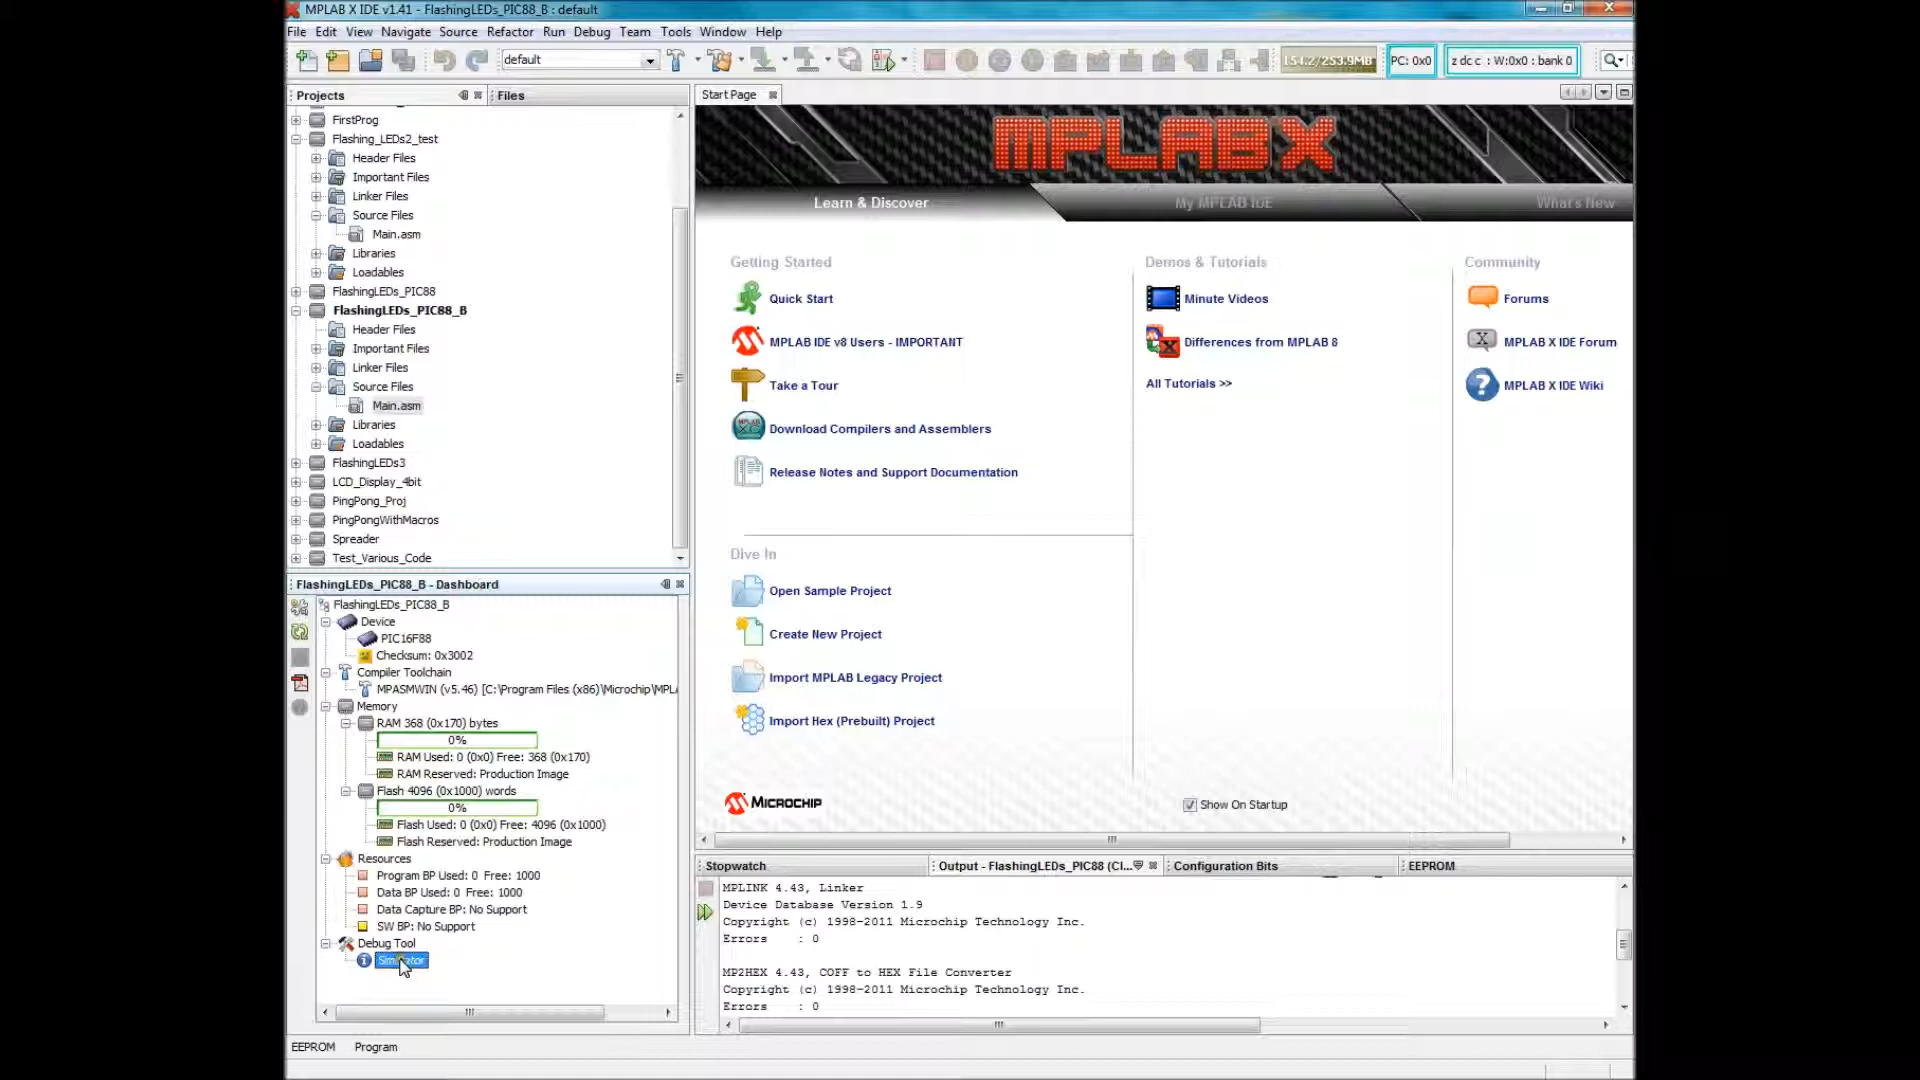 MPLAB X IDE v1.41 - FlashingLEDs_PIC88_B : default
File Edit View Navigate Source Refactor Run Debug Team Tools Window Help
default
154.2/253.9MB
PC: 0x0
z dc c : W:0x0 : bank 0
Projects
Files
FirstProg
Flashing_LEDs2_test
Header Files
Important Files
Linker Files
Source Files
Main.asm
Libraries
Loadables
FlashingLEDs_PIC88
FlashingLEDs_PIC88_B
Header Files
Important Files
Linker Files
Source Files
Main.asm
Libraries
Loadables
FlashingLEDs3
LCD_Display_4bit
PingPong_Proj
PingPongWithMacros
Spreader
Test_Various_Code
FlashingLEDs_PIC88_B - Dashboard
FlashingLEDs_PIC88_B
Device
PIC16F88
Checksum: 0x3002
Compiler Toolchain
MPASMWIN (v5.46) [C:\Program Files (x86)\Microchip\MPL
Memory
RAM 368 (0x170) bytes
0%
RAM Used: 0 (0x0) Free: 368 (0x170)
RAM Reserved: Production Image
Flash 4096 (0x1000) words
0%
Flash Used: 0 (0x0) Free: 4096 (0x1000)
Flash Reserved: Production Image
Resources
Program BP Used: 0 Free: 1000
Data BP Used: 0 Free: 1000
Data Capture BP: No Support
SW BP: No Support
Debug Tool
Simulator
EEPROM
Program
Start Page
MPLAB X
Learn & Discover
My MPLAB IDE
What's New
Getting Started
Quick Start
MPLAB IDE v8 Users - IMPORTANT
Take a Tour
Download Compilers and Assemblers
Release Notes and Support Documentation
Demos & Tutorials
Minute Videos
Differences from MPLAB 8
All Tutorials >>
Community
Forums
MPLAB X IDE Forum
MPLAB X IDE Wiki
Dive In
Open Sample Project
Create New Project
Import MPLAB Legacy Project
Import Hex (Prebuilt) Project
MICROCHIP
Show On Startup
Stopwatch
Output - FlashingLEDs_PIC88 (Cl...
Configuration Bits
EEPROM
MPLINK 4.43, Linker
Device Database Version 1.9
Copyright (c) 1998-2011 Microchip Technology Inc.
Errors : 0
MP2HEX 4.43, COFF to HEX File Converter
Copyright (c) 1998-2011 Microchip Technology Inc.
Errors : 0